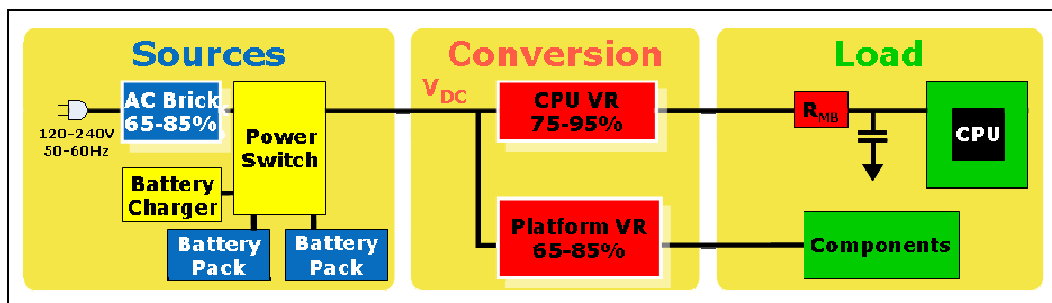 Sources
Conversion
Load
AC Brick
65-85%
120-240V
50-60Hz
Power
Switch
Battery
Charger
Battery
Pack
Battery
Pack
VDC
CPU VR
75-95%
Platform VR
65-85%
RMB
CPU
Components